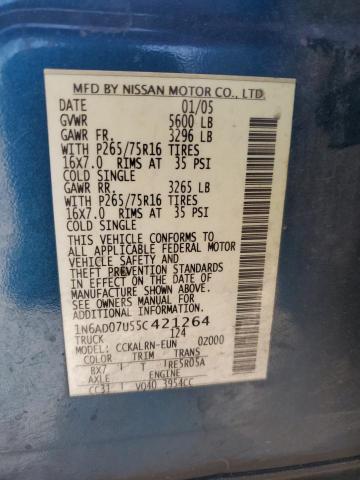 MFD BY NISSAN MOTOR CO., LTD.
DATE 01/05
GVWR 5600 LB
GAWR FR. 3296 LB
WITH P265/75R16 TIRES
16X7.0 RIMS AT 35 PSI
COLD SINGLE
GAWR RR. 3265 LB
WITH P265/75R16 TIRES
16X7.0 RIMS AT 35 PSI
COLD SINGLE
THIS VEHICLE CONFORMS TO
ALL APPLICABLE FEDERAL MOTOR
VEHICLE SAFETY AND
THEFT PREVENTION STANDARDS
IN EFFECT ON THE DATE OF
MANUFACTURE SHOWN ABOVE.
SEE OWNERS MANUAL FOR
ADDITIONAL INFORMATION
1N6AD07U55C421264
TRUCK 124
MODEL CCKALRN-EUN 02000
COLOR TRIM TRANS
BX7 T RE5R05A
AXLE ENGINE
CC31 VQ40 3954CC